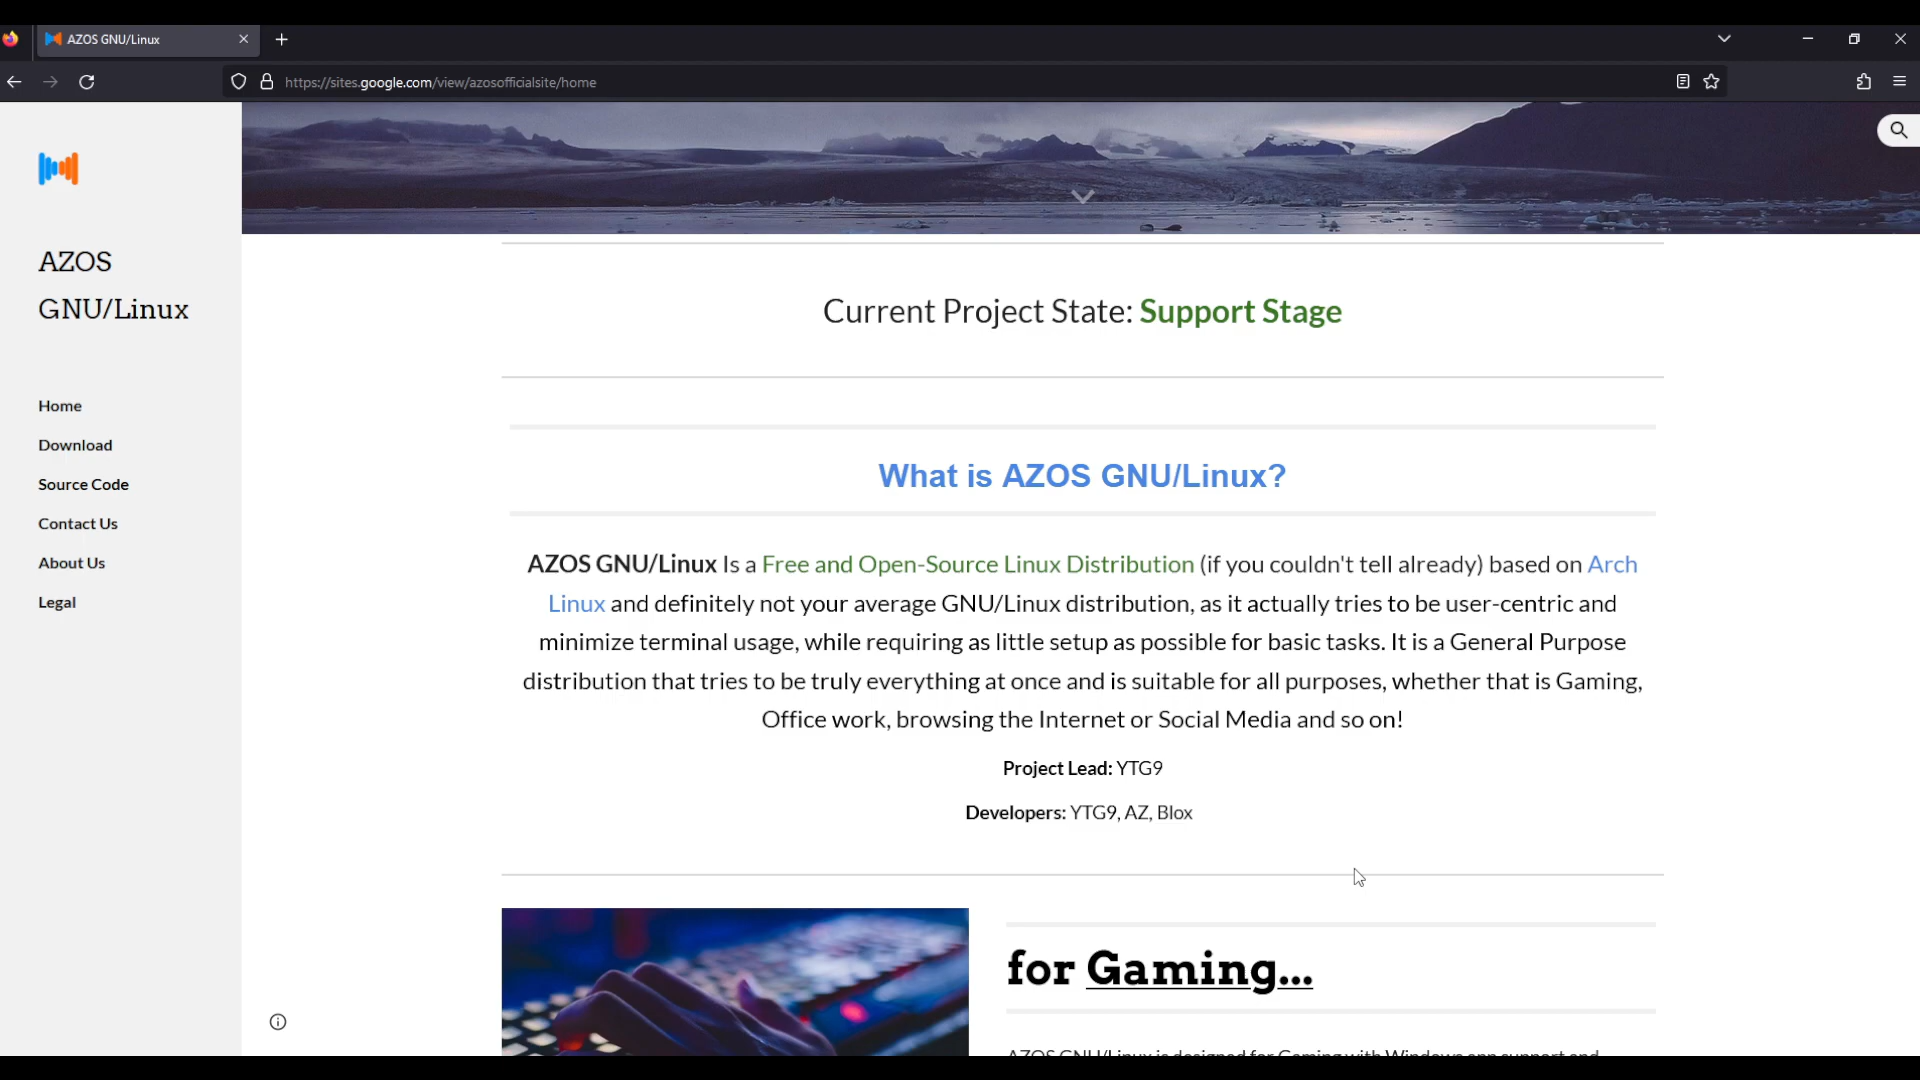 AZOS GNU/Linux
https://sites.google.com/view/azosofficialsite/home
AZOS
GNU/Linux
Home
Download
Source Code
Contact Us
About Us
Legal
Current Project State: Support Stage
What is AZOS GNU/Linux?
AZOS GNU/Linux Is a Free and Open-Source Linux Distribution (if you couldn't tell already) based on Arch
Linux and definitely not your average GNU/Linux distribution, as it actually tries to be user-centric and
minimize terminal usage, while requiring as little setup as possible for basic tasks. It is a General Purpose
distribution that tries to be truly everything at once and is suitable for all purposes, whether that is Gaming,
Office work, browsing the Internet or Social Media and so on!
Project Lead: YTG9
Developers: YTG9, AZ, Blox
for Gaming...
AZOS GNU/Linux is designed for Gaming with Windows app support and